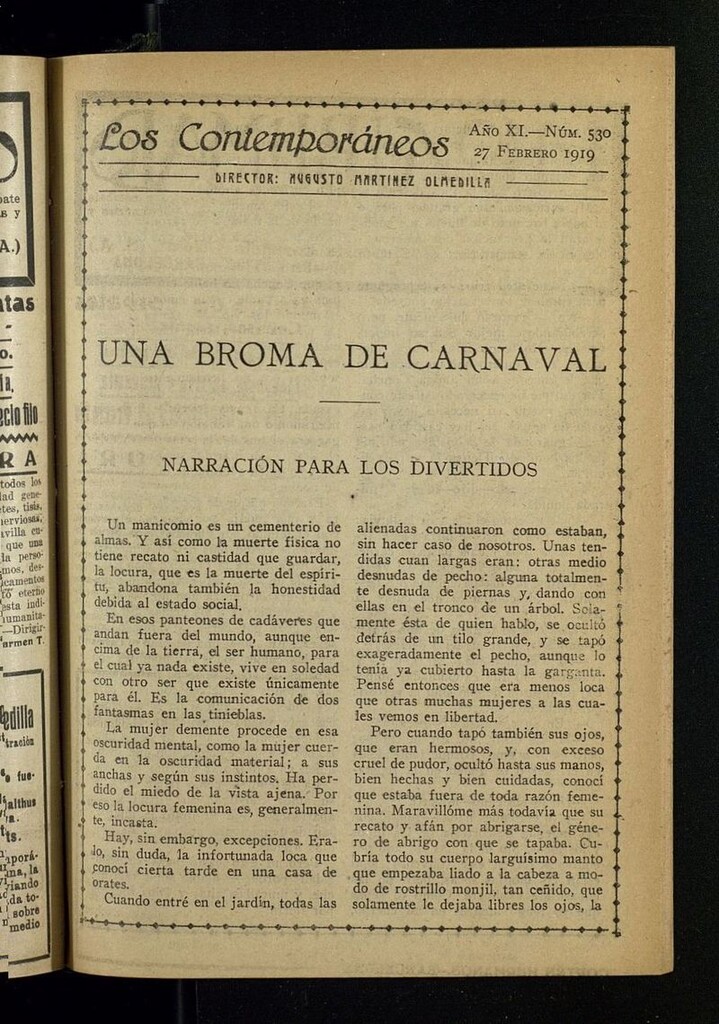 Los Contemporáneos
AÑO XI.—NÚM. 530
27 FEBRERO 1919
DIRECTOR: AUGUSTO MARTINEZ OLMEDILLA
UNA BROMA DE CARNAVAL
NARRACIÓN PARA LOS DIVERTIDOS
Un manicomio es un cementerio de
almas. Y así como la muerte física no
tiene recato ni castidad que guardar,
la locura, que es la muerte del espíri-
tu, abandona también la honestidad
debida al estado social.
En esos panteones de cadáveres que
andan fuera del mundo, aunque en-
cima de la tierra, el ser humano, para
el cual ya nada existe, vive en soledad
con otro ser que existe únicamente
para él. Es la comunicación de dos
fantasmas en las tinieblas.
La mujer demente procede en esa
oscuridad mental, como la mujer cuer-
da en la oscuridad material; a sus
anchas y según sus instintos. Ha per-
dido el miedo de la vista ajena. Por
eso la locura femenina es, generalmen-
te, incasta.
Hay, sin embargo, excepciones. Era-
lo, sin duda, la infortunada loca que
conocí cierta tarde en una casa de
orates.
Cuando entré en el jardín, todas las
alienadas continuaron como estaban,
sin hacer caso de nosotros. Unas ten-
didas cuan largas eran: otras medio
desnudas de pecho: alguna totalmen-
te desnuda de piernas y, dando con
ellas en el tronco de un árbol. Sola-
mente ésta de quien hablo, se ocultó
detrás de un tilo grande, y se tapó
exageradamente el pecho, aunque lo
tenía ya cubierto hasta la garganta.
Pensé entonces que era menos loca
que otras muchas mujeres a las cua-
les vemos en libertad.
Pero cuando tapó también sus ojos,
que eran hermosos, y, con exceso
cruel de pudor, ocultó hasta sus manos,
bien hechas y bien cuidadas, conocí
que estaba fuera de toda razón feme-
nina. Maravillóme más todavía que su
recato y afán por abrigarse, el géne-
ro de abrigo con que se tapaba. Cu-
bría todo su cuerpo larguísimo manto
que empezaba liado a la cabeza a mo-
do de rostrillo monjil, tan ceñido, que
solamente le dejaba libres los ojos, la